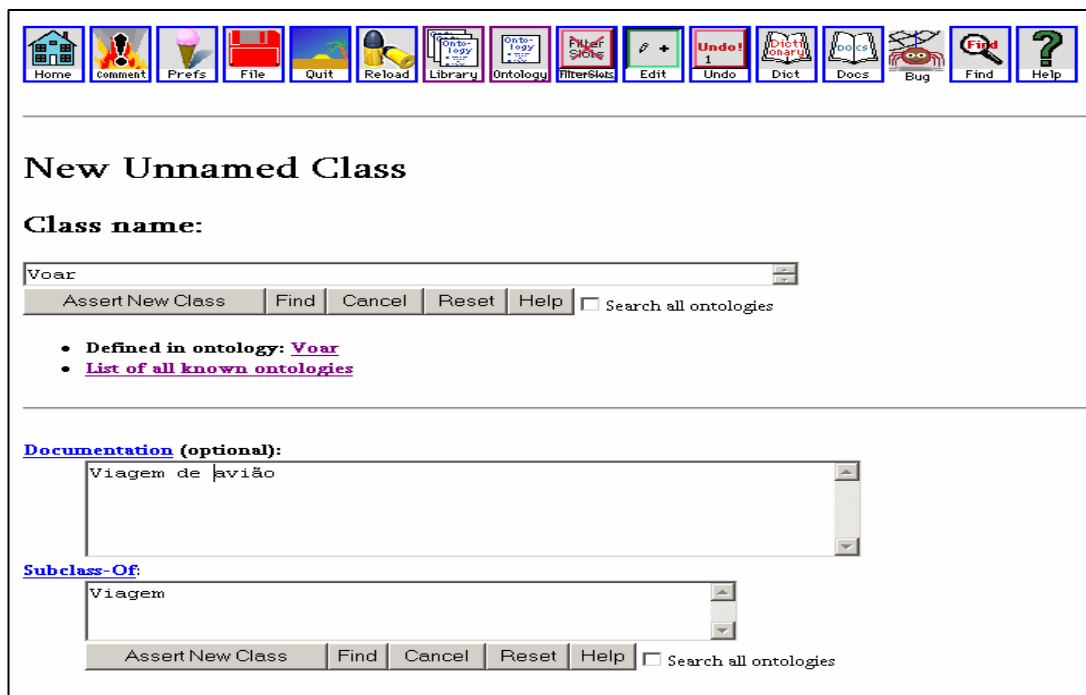 Home Comment Prefs File Quit Reload Library Ontology FilterSlots Edit Undo Dict Docs Bug Find Help
New Unnamed Class
Class name:
Voar
Assert New Class Find Cancel Reset Help Search all ontologies
Defined in ontology: Voar
List of all known ontologies
Documentation (optional):
Viagem de avião
Subclass-Of:
Viagem
Assert New Class Find Cancel Reset Help Search all ontologies